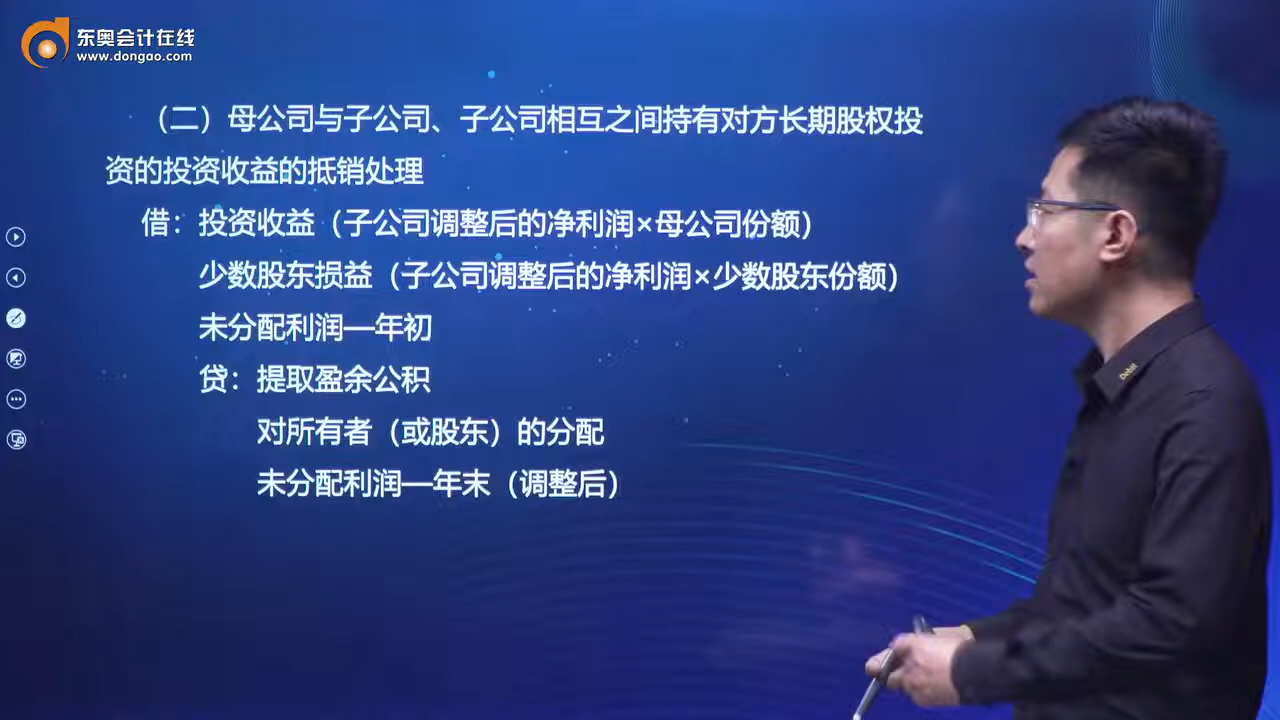 东奥会计在线
www.dongao.com
（二）母公司与子公司、子公司相互之间持有对方长期股权投
资的投资收益的抵销处理
借：投资收益（子公司调整后的净利润×母公司份额）
少数股东损益（子公司调整后的净利润×少数股东份额）
未分配利润—年初
贷：提取盈余公积
对所有者（或股东）的分配
未分配利润—年末（调整后）